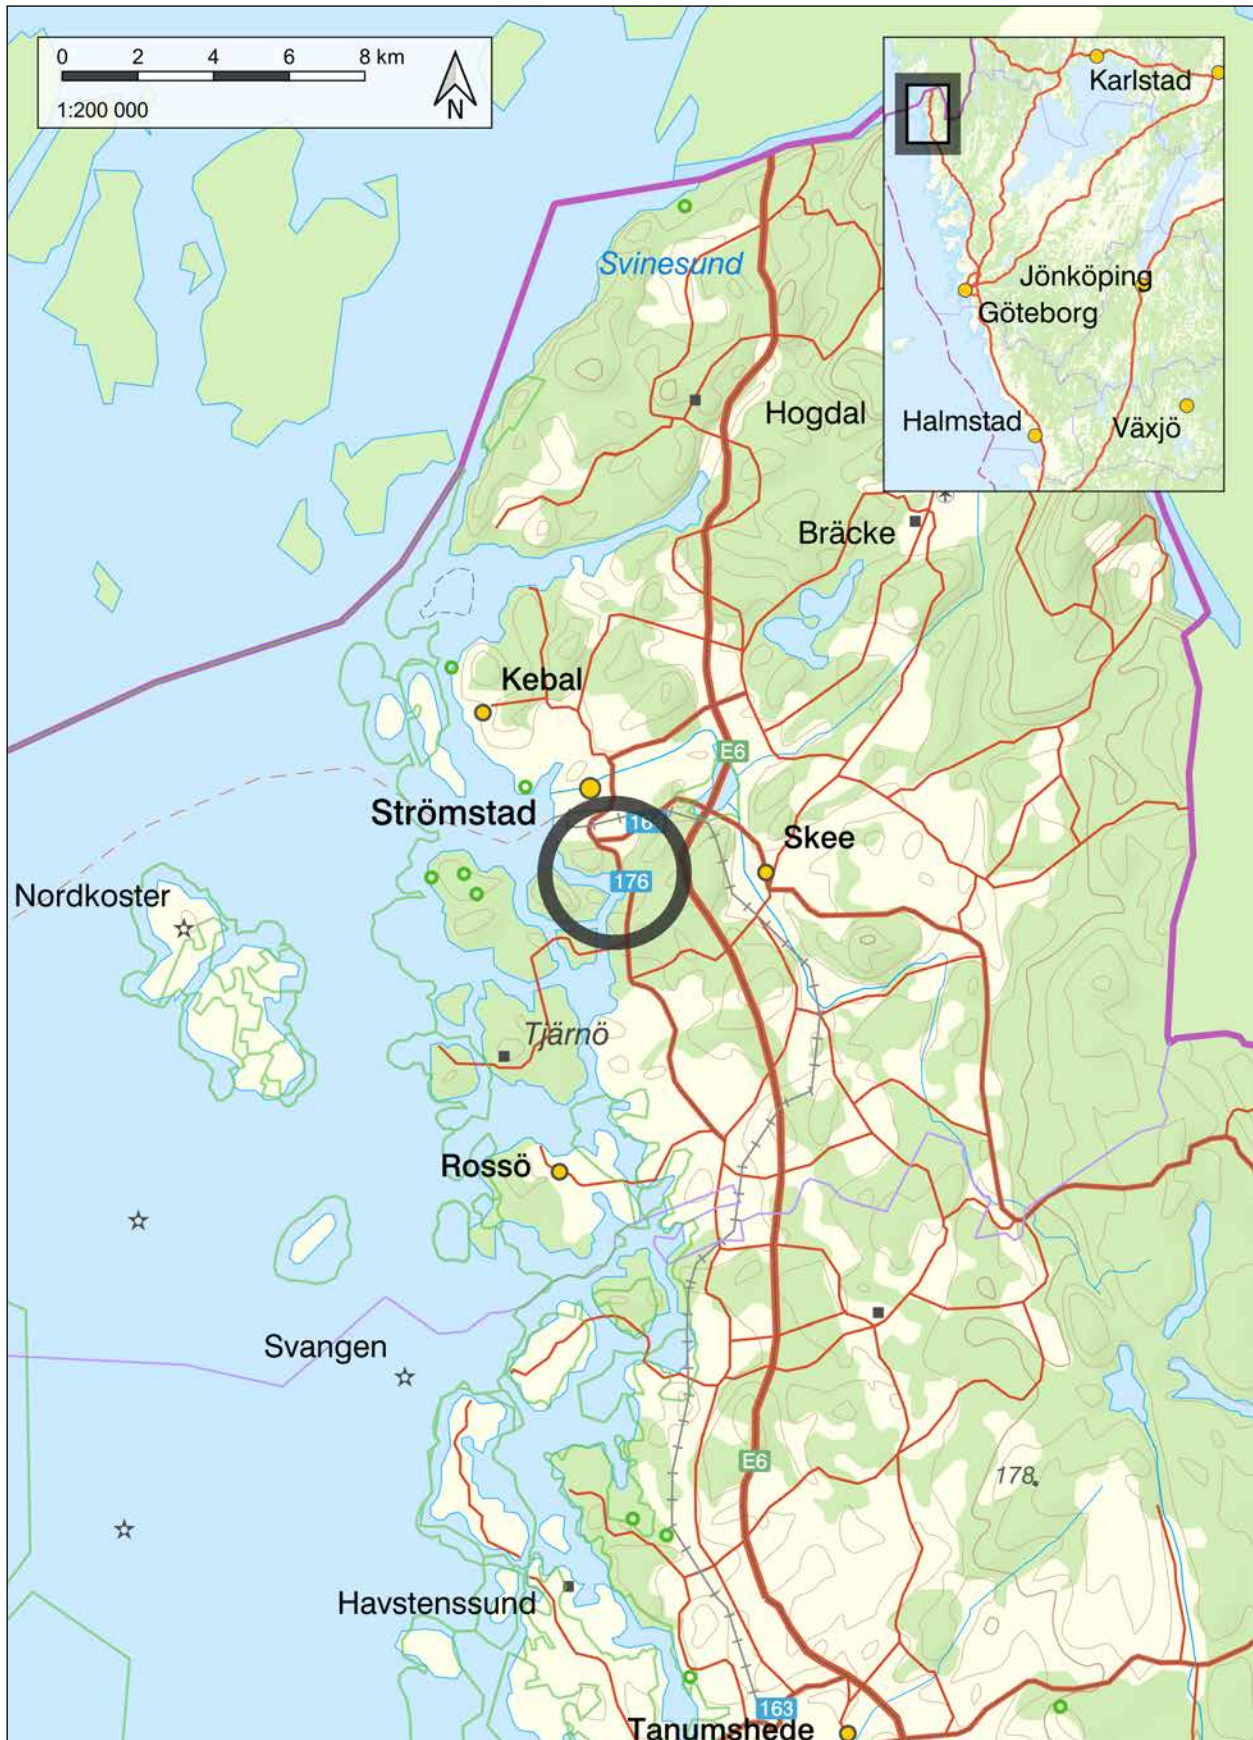 0 2 4 6 8 km
1:200 000
N
Karlstad
Jönköping
Göteborg
Halmstad
Växjö
Svinesund
Hogdal
Bräcke
Kebal
E6
Strömstad
Skee
176
Nordkoster
Tjärnö
Rossö
Svangen
E6
178
Havstenssund
163
Tanumshede